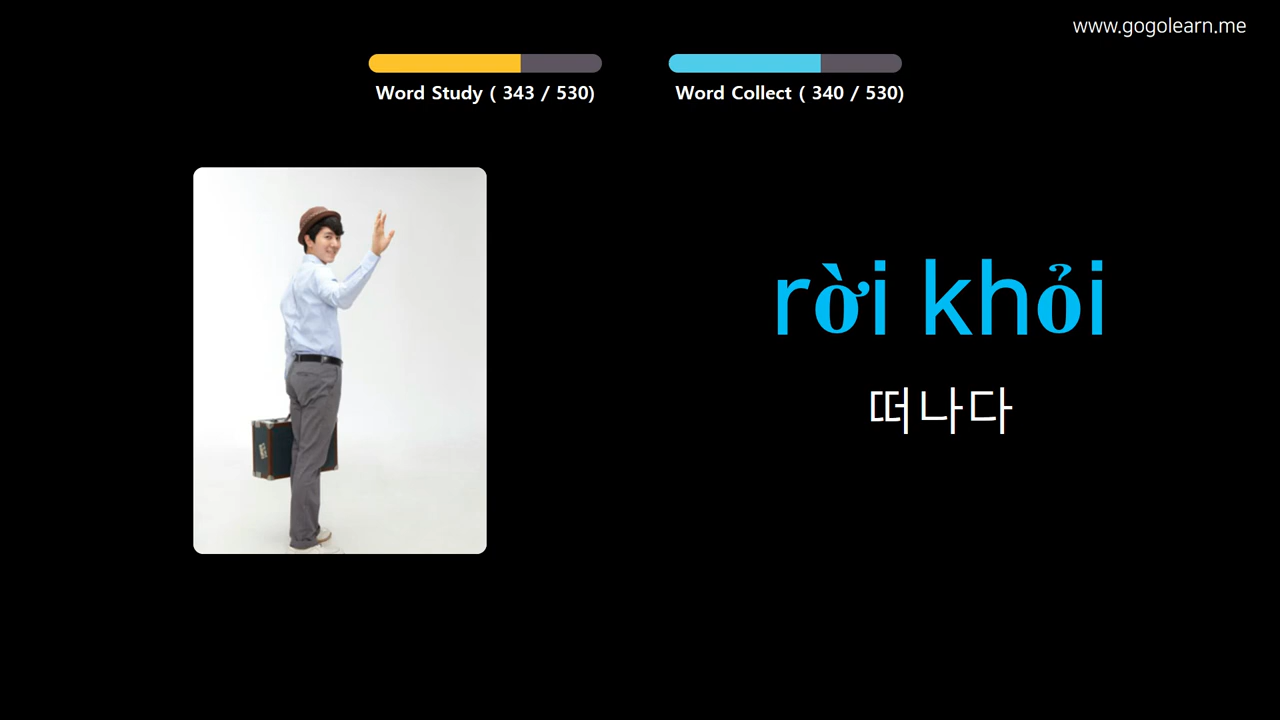 www.gogolearn.me
Word Study ( 343 / 530)
Word Collect ( 340 / 530)
rời khỏi
떠나다